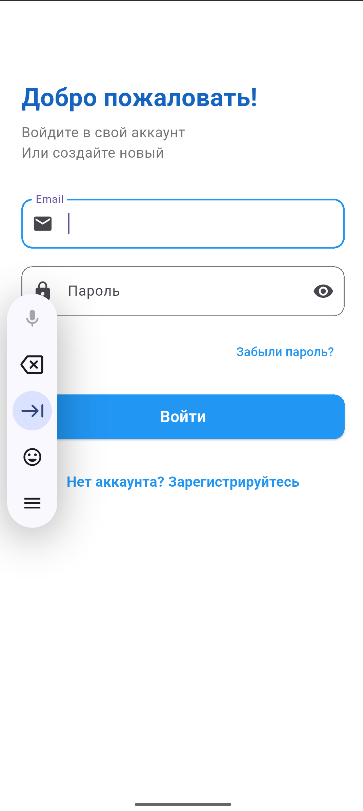 Добро пожаловать!
Войдите в свой аккаунт
Или создайте новый
Email
Пароль
Забыли пароль?
Войти
Нет аккаунта? Зарегистрируйтесь